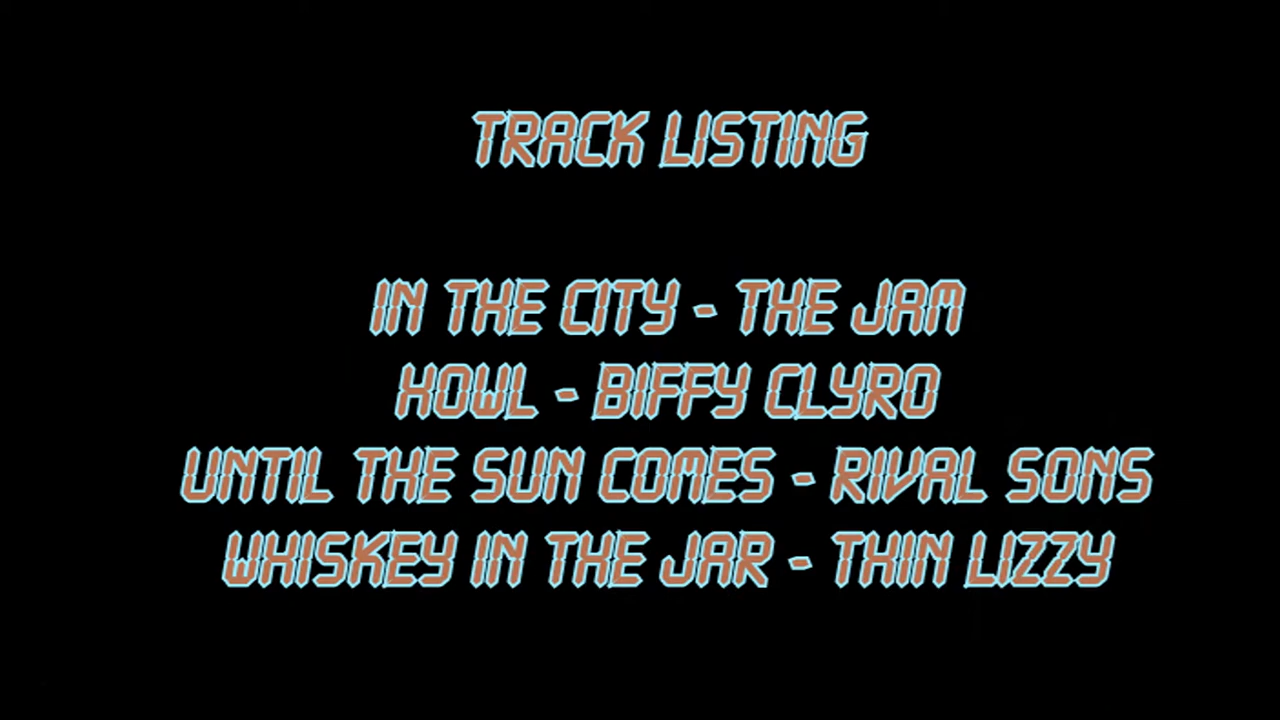 TRACK LISTING
IN THE CITY - THE JAM
HOWL - BIFFY CLYRO
UNTIL THE SUN COMES - RIVAL SONS
WHISKEY IN THE JAR - THIN LIZZY